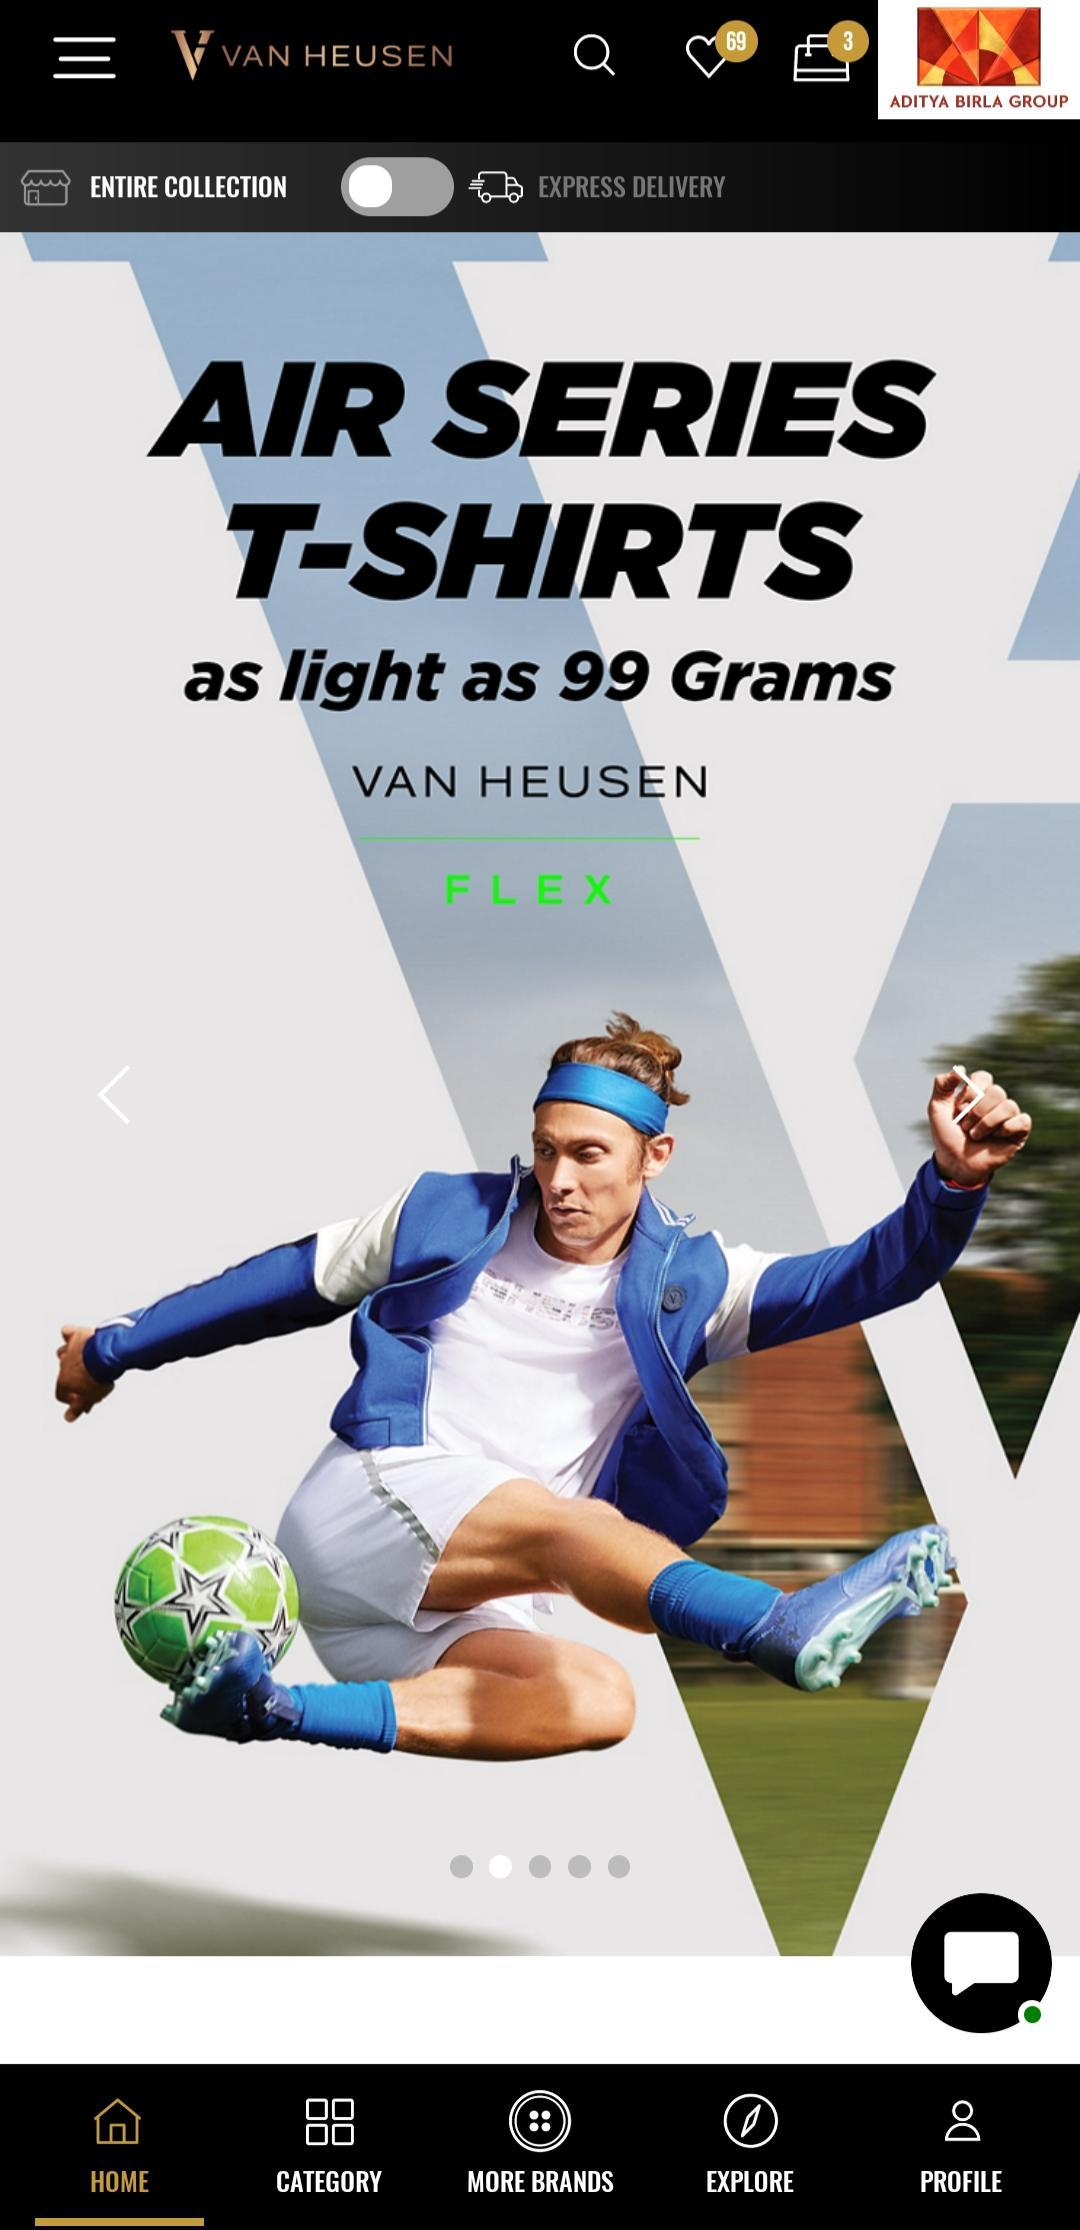 VAN HEUSEN
69
3
ADITYA BIRLA GROUP
ENTIRE COLLECTION
EXPRESS DELIVERY
AIR SERIES
T-SHIRTS
as light as 99 Grams
VAN HEUSEN
FLEX
HOME
CATEGORY
MORE BRANDS
EXPLORE
PROFILE